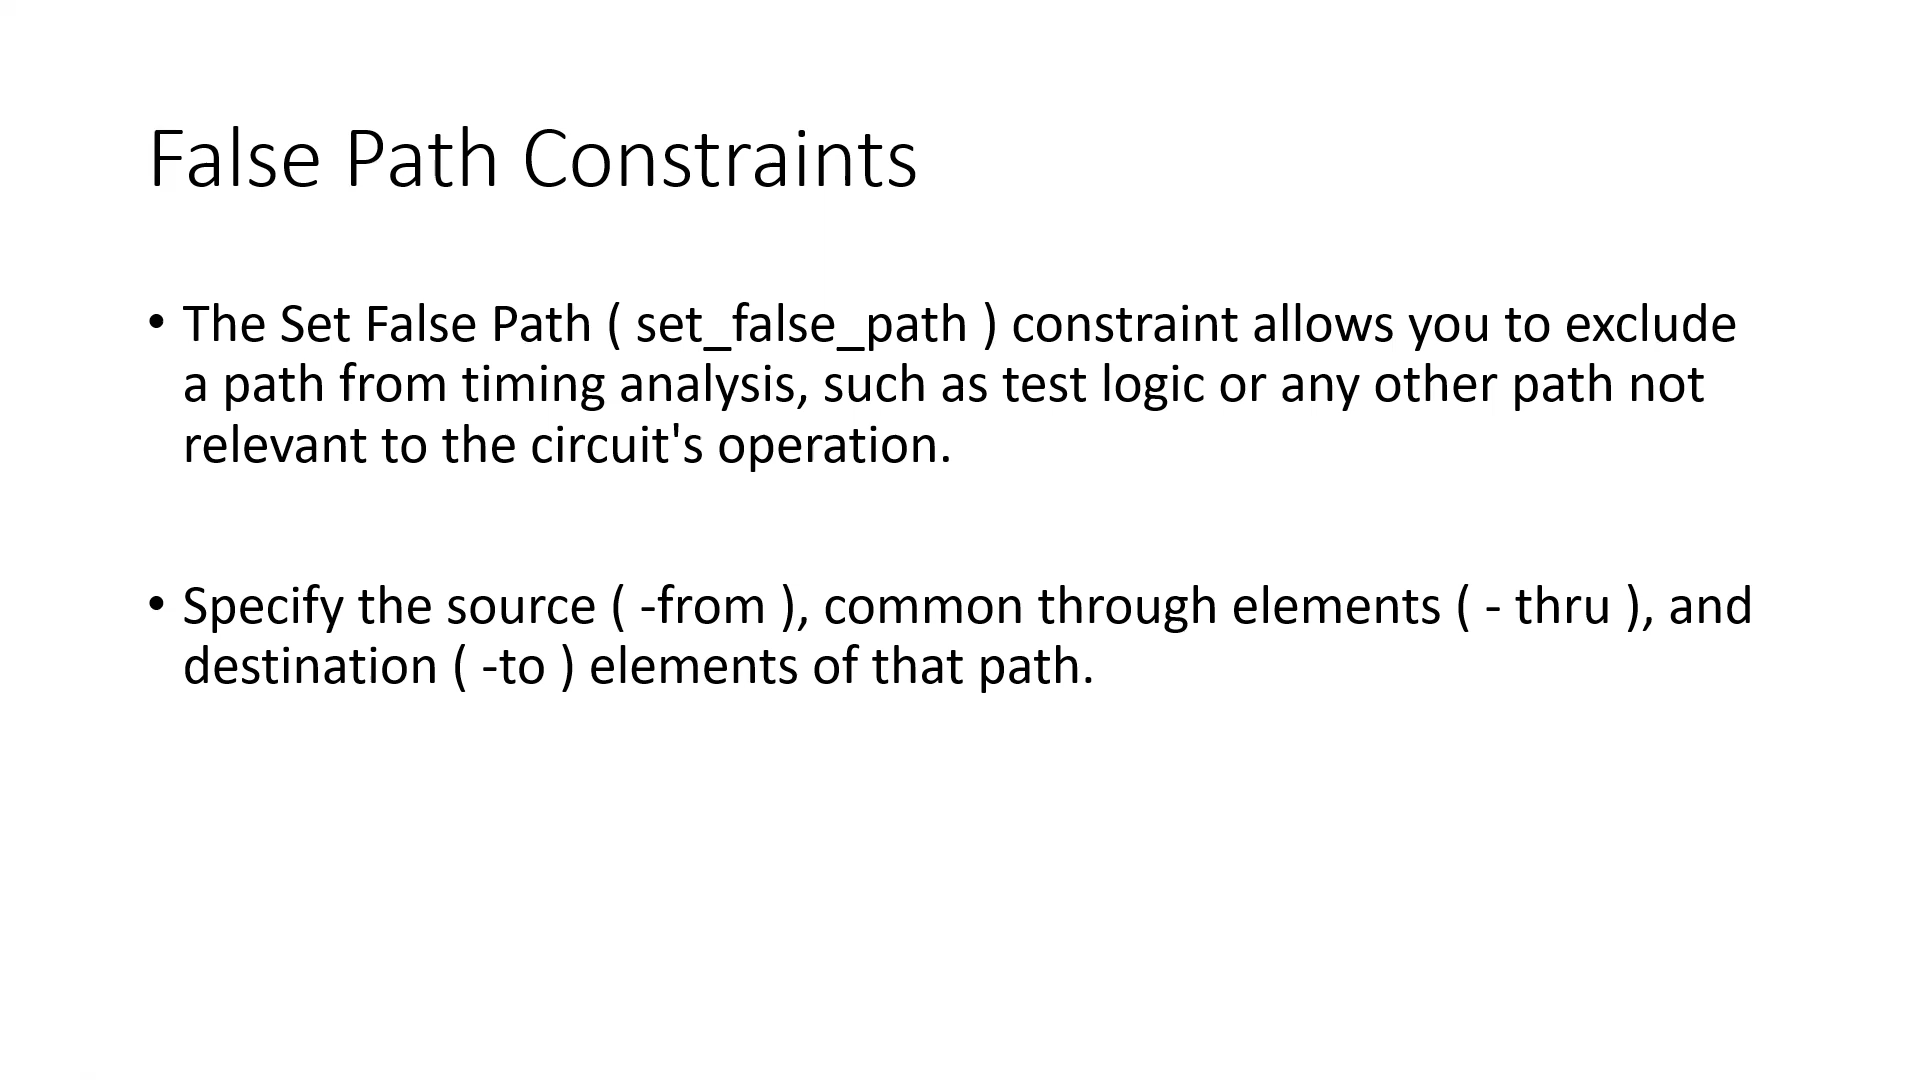 False Path Constraints
• The Set False Path ( set_false_path ) constraint allows you to exclude
a path from timing analysis, such as test logic or any other path not
relevant to the circuit's operation.
• Specify the source ( -from ), common through elements ( - thru ), and
destination ( -to ) elements of that path.